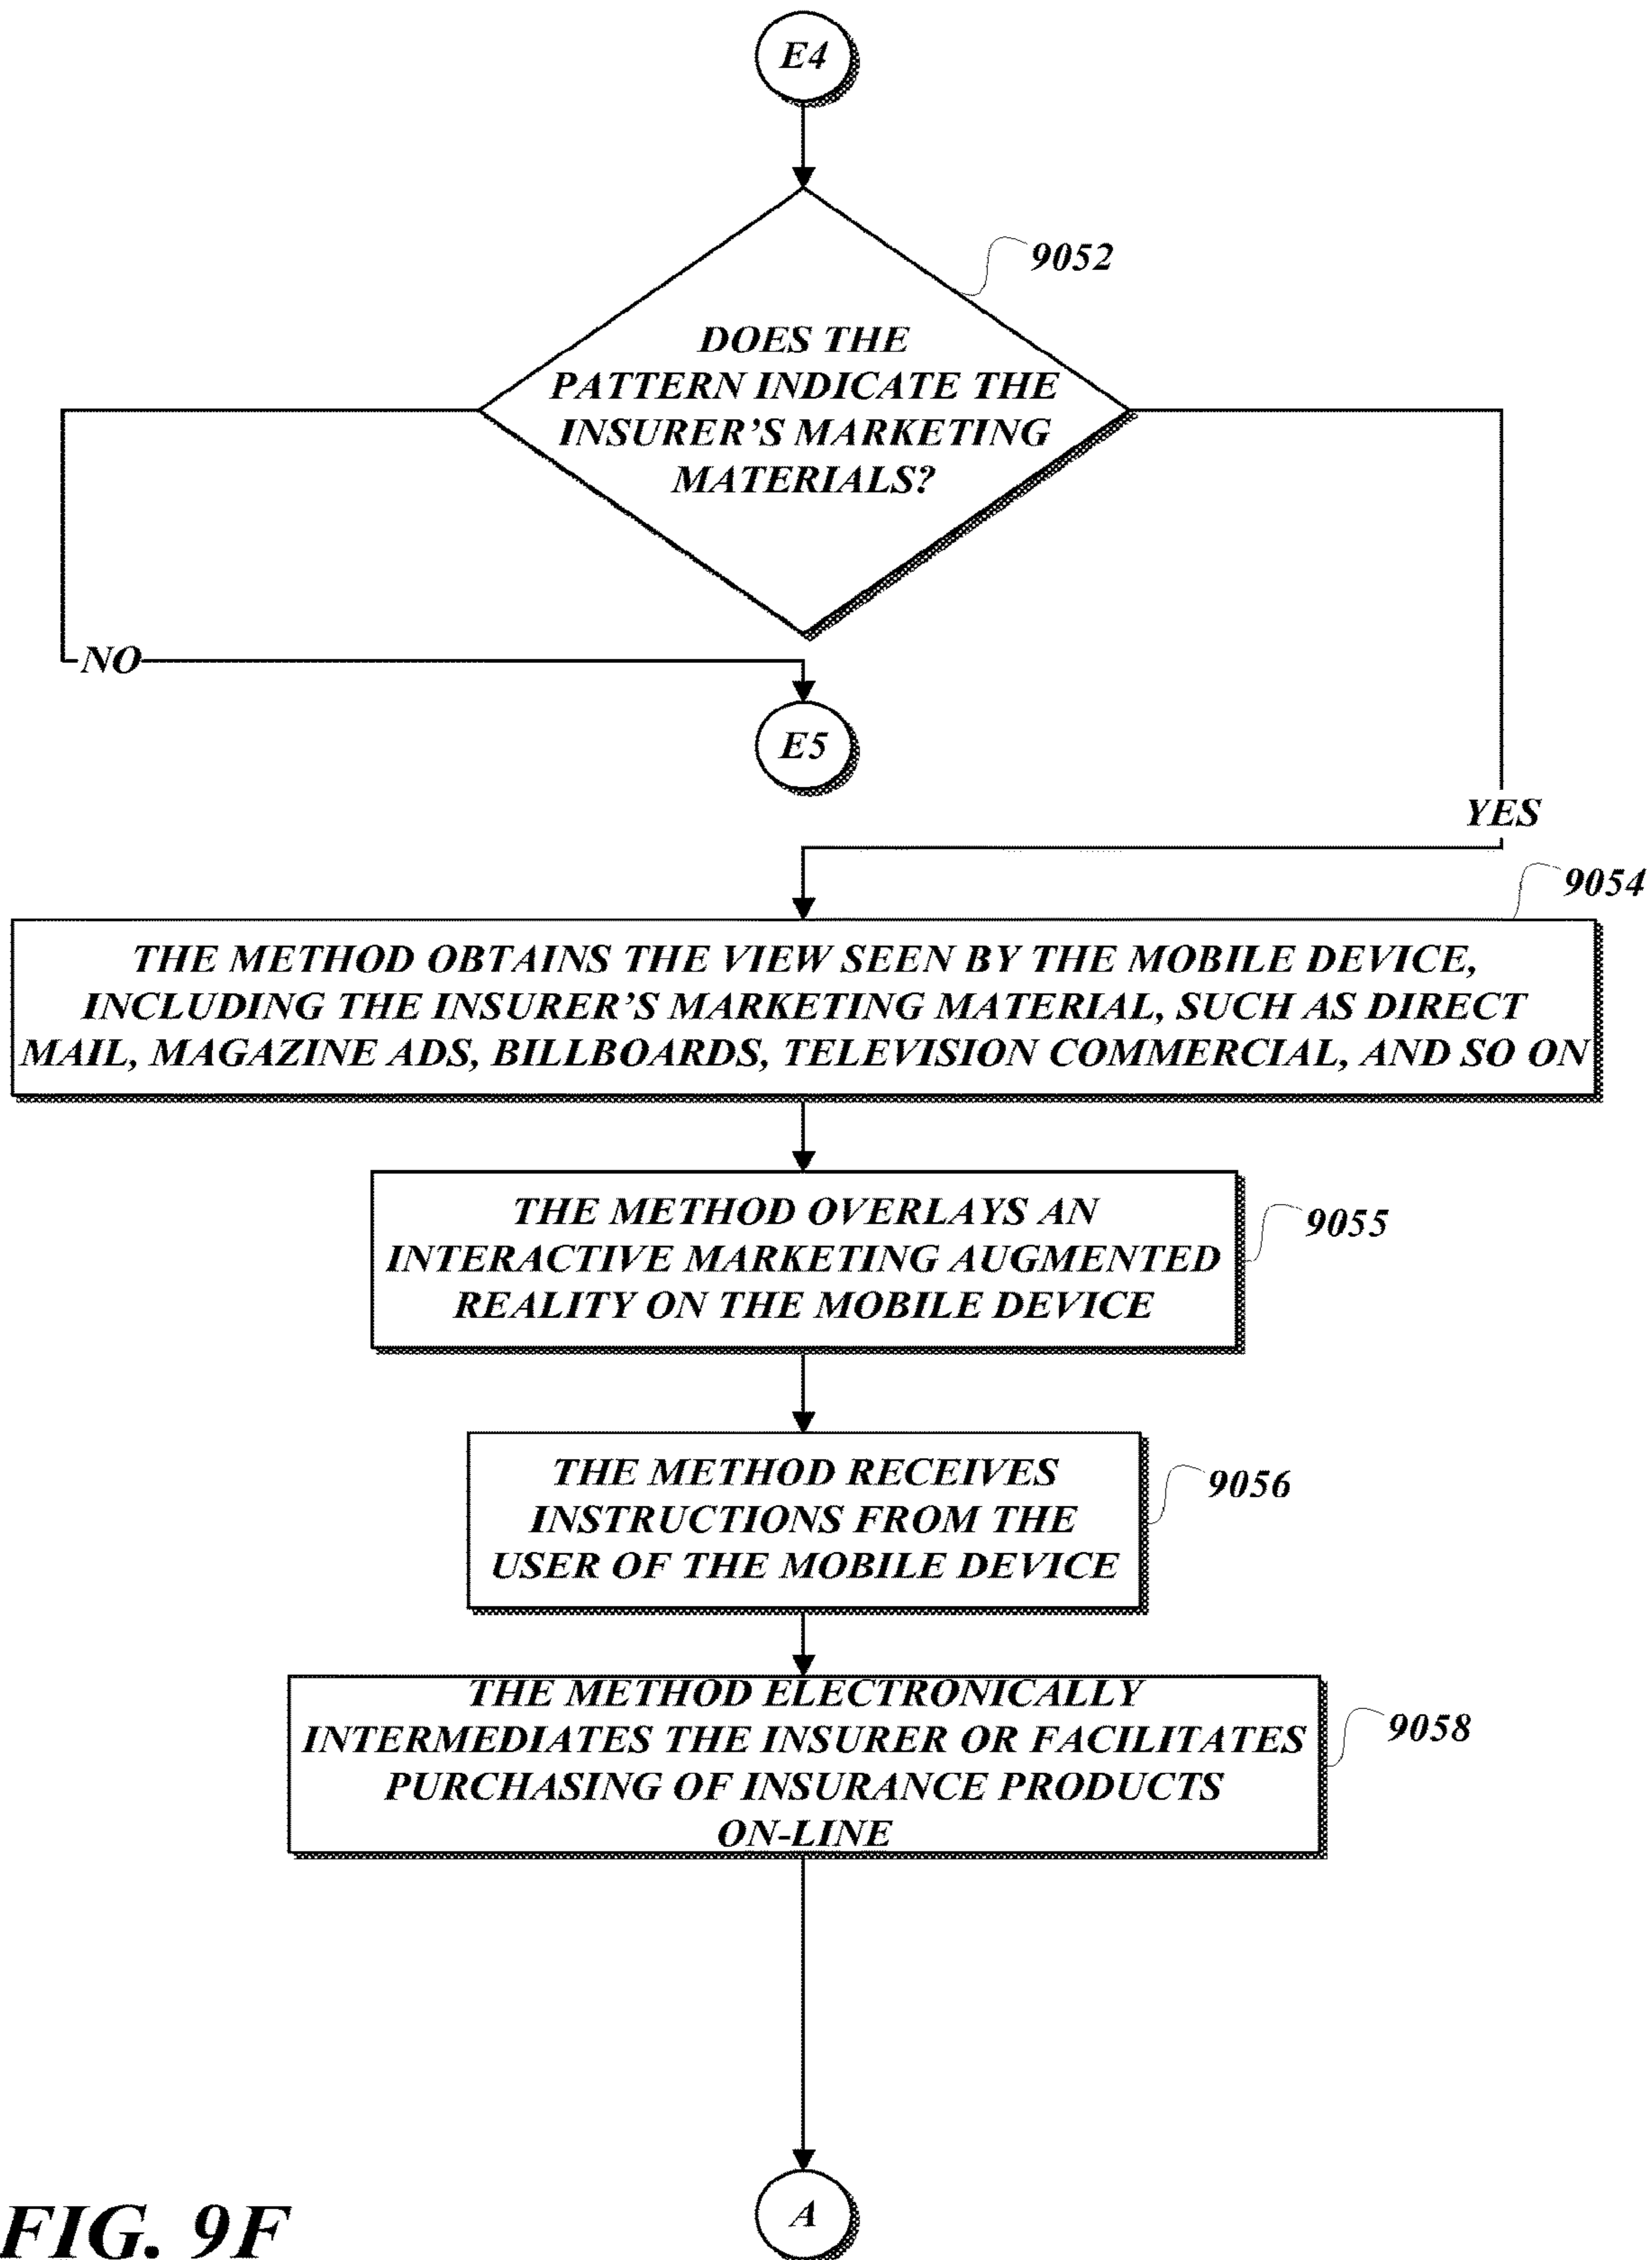 E4
9052
DOES THE
PATTERN INDICATE THE
INSURER'S MARKETING
MATERIALS?
NO
E5
YES
9054
THE METHOD OBTAINS THE VIEW SEEN BY THE MOBILE DEVICE,
INCLUDING THE INSURER'S MARKETING MATERIAL, SUCH AS DIRECT
MAIL, MAGAZINE ADS, BILLBOARDS, TELEVISION COMMERCIAL, AND SO ON
THE METHOD OVERLAYS AN
INTERACTIVE MARKETING AUGMENTED
REALITY ON THE MOBILE DEVICE
9055
THE METHOD RECEIVES
INSTRUCTIONS FROM THE
USER OF THE MOBILE DEVICE
9056
THE METHOD ELECTRONICALLY
INTERMEDIATES THE INSURER OR FACILITATES
PURCHASING OF INSURANCE PRODUCTS
ON-LINE
9058
A
FIG. 9F